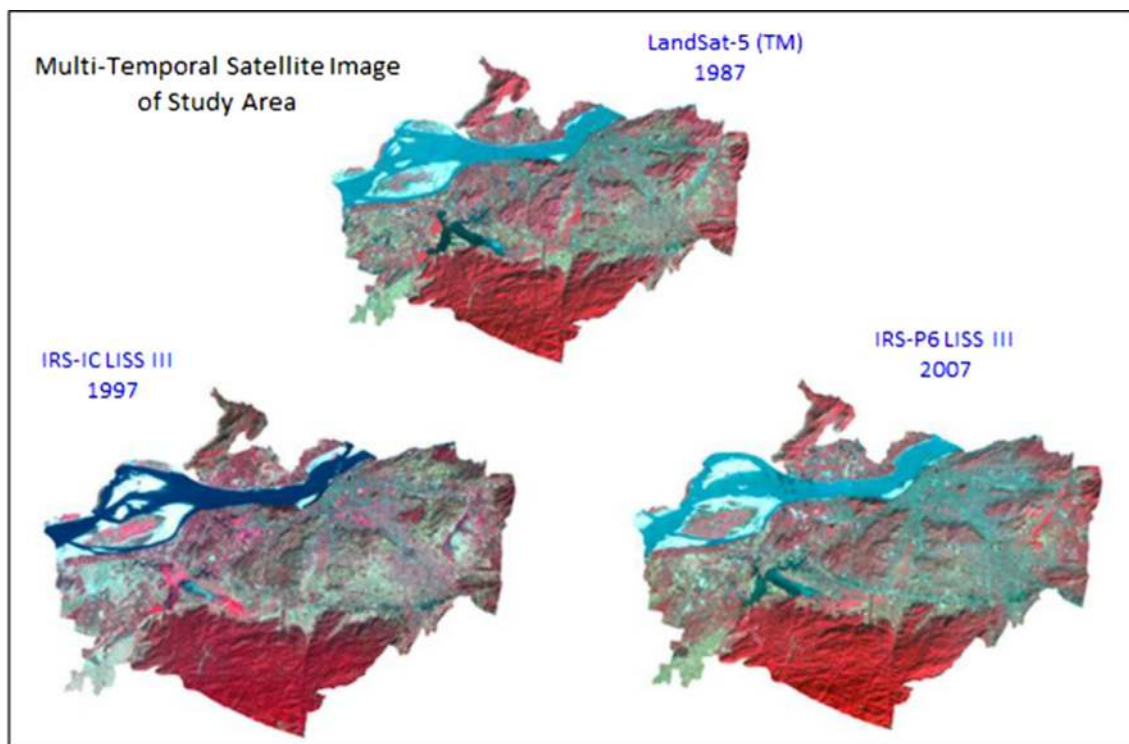 Multi-Temporal Satellite Image
of Study Area
LandSat-5 (TM)
1987
IRS-IC LISS III
1997
IRS-P6 LISS III
2007